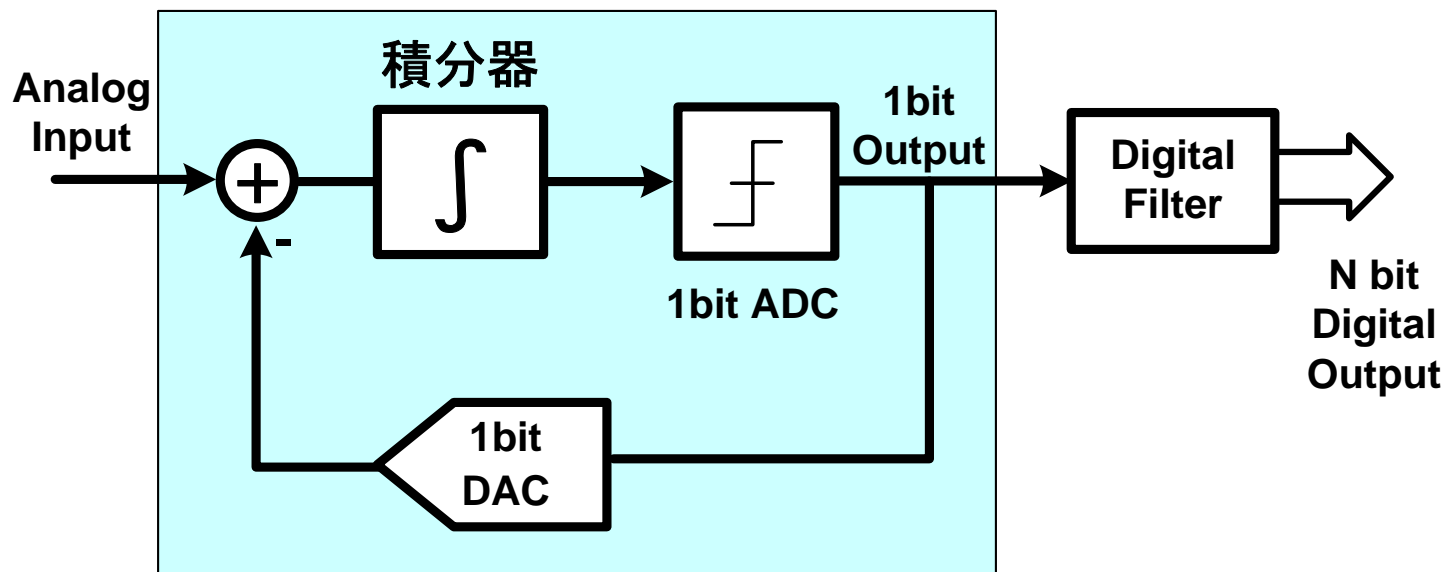 Analog
Input
積分器
1bit
Output
Digital
Filter
1bit ADC
N bit
Digital
Output
1bit
DAC
+
-
∫